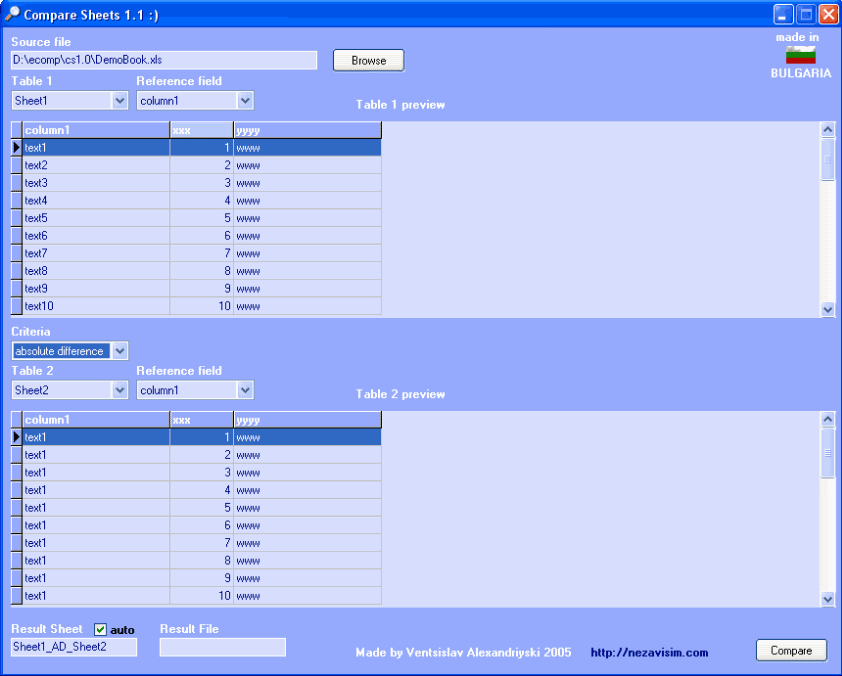 Compare Sheets 1.1 :)
Source file
made in
D:\ecomp\cs1.0\DemoBook.xls
Browse
BULGARIA
Table 1 Reference field
Sheet1 column1 Table 1 preview
column1 xxx yyyy
text1 1 www
text2 2 www
text3 3 www
text4 4 www
text5 5 www
text6 6 www
text7 7 www
text8 8 www
text9 9 www
text10 10 www
Criteria
absolute difference
Table 2 Reference field
Sheet2 column1 Table 2 preview
column1 xxx yyyy
text1 1 www
text1 2 www
text1 3 www
text1 4 www
text1 5 www
text1 6 www
text1 7 www
text1 8 www
text1 9 www
text1 10 www
Result Sheet auto Result File
Sheet1_AD_Sheet2
Made by Ventsislav Alexandriyski 2005 http://nezavisim.com Compare